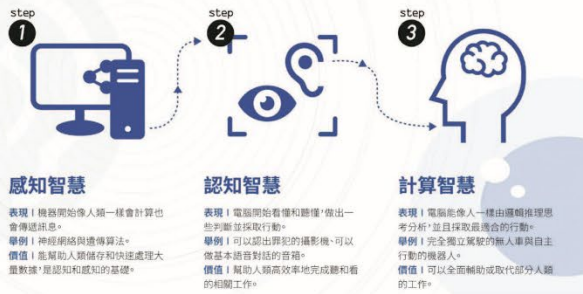 step
1
感知智慧
表現 | 機器開始像人類一樣會計算也
會傳遞訊息。
舉例 | 神經網絡與遺傳算法。
價值 | 能幫助人類儲存和快速處理大
量數據,是認知和感知的基礎。
step
2
認知智慧
表現 | 電腦開始看懂和聽懂,做出一
些判斷並採取行動。
舉例 | 可以認出罪犯的攝影機、可以
做基本語音對話的音箱。
價值 | 幫助人類高效率地完成聽和看
的相關工作。
step
3
計算智慧
表現 | 電腦能像人一樣由邏輯推理思
考分析,並且採取最適合的行動。
舉例 | 完全獨立駕駛的無人車與自主
行動的機器人。
價值 | 可以全面輔助或取代部分人類
的工作。